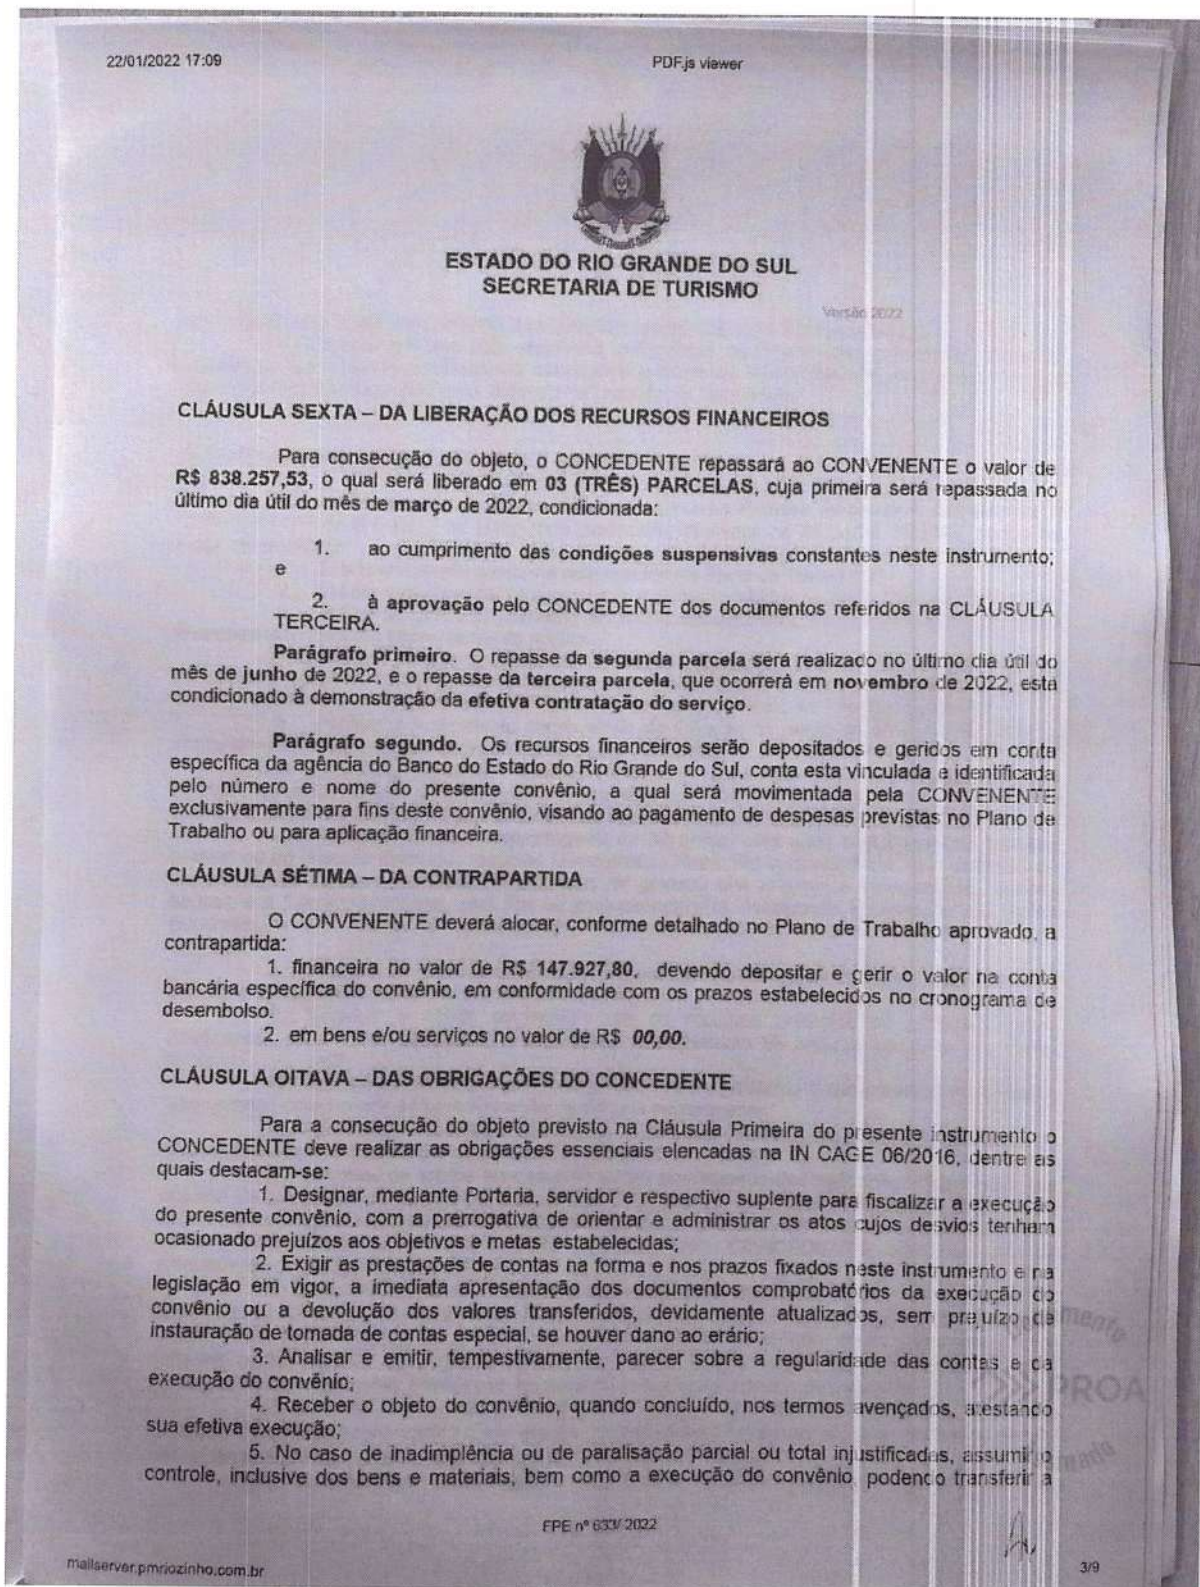 22/01/2022 17:09
PDF.js viewer
ESTADO DO RIO GRANDE DO SUL
SECRETARIA DE TURISMO
Versão 2022
CLÁUSULA SEXTA – DA LIBERAÇÃO DOS RECURSOS FINANCEIROS
Para consecução do objeto, o CONCEDENTE repassará ao CONVENENTE o valor de
R$ 838.257,53, o qual será liberado em 03 (TRÊS) PARCELAS, cuja primeira será repassada no
último dia útil do mês de março de 2022, condicionada:
1. ao cumprimento das condições suspensivas constantes neste instrumento;
e
2. à aprovação pelo CONCEDENTE dos documentos referidos na CLÁUSULA
TERCEIRA.
Parágrafo primeiro. O repasse da segunda parcela será realizado no último dia útil do
mês de junho de 2022, e o repasse da terceira parcela, que ocorrerá em novembro de 2022, está
condicionado à demonstração da efetiva contratação do serviço.
Parágrafo segundo. Os recursos financeiros serão depositados e geridos em conta
específica da agência do Banco do Estado do Rio Grande do Sul, conta esta vinculada e identificada
pelo número e nome do presente convênio, a qual será movimentada pela CONVENENTE
exclusivamente para fins deste convênio, visando ao pagamento de despesas previstas no Plano de
Trabalho ou para aplicação financeira.
CLÁUSULA SÉTIMA – DA CONTRAPARTIDA
O CONVENENTE deverá alocar, conforme detalhado no Plano de Trabalho aprovado, a
contrapartida:
1. financeira no valor de R$ 147.927,80, devendo depositar e gerir o valor na conta
bancária específica do convênio, em conformidade com os prazos estabelecidos no cronograma de
desembolso.
2. em bens e/ou serviços no valor de R$ 00,00.
CLÁUSULA OITAVA – DAS OBRIGAÇÕES DO CONCEDENTE
Para a consecução do objeto previsto na Cláusula Primeira do presente instrumento o
CONCEDENTE deve realizar as obrigações essenciais elencadas na IN CAGE 06/2016, dentre as
quais destacam-se:
1. Designar, mediante Portaria, servidor e respectivo suplente para fiscalizar a execução
do presente convênio, com a prerrogativa de orientar e administrar os atos cujos desvios tenham
ocasionado prejuízos aos objetivos e metas estabelecidas;
2. Exigir as prestações de contas na forma e nos prazos fixados neste instrumento e na
legislação em vigor, a imediata apresentação dos documentos comprobatórios da execução do
convênio ou a devolução dos valores transferidos, devidamente atualizados, sem prejuízo da
instauração de tomada de contas especial, se houver dano ao erário;
3. Analisar e emitir, tempestivamente, parecer sobre a regularidade das contas e da
execução do convênio;
4. Receber o objeto do convênio, quando concluído, nos termos avençados, atestando
sua efetiva execução;
5. No caso de inadimplência ou de paralisação parcial ou total injustificadas, assumir o
controle, inclusive dos bens e materiais, bem como a execução do convênio, podendo transferir a
PROA
FPE nº 633/2022
mailserver.pmriozinho.com.br
3/9